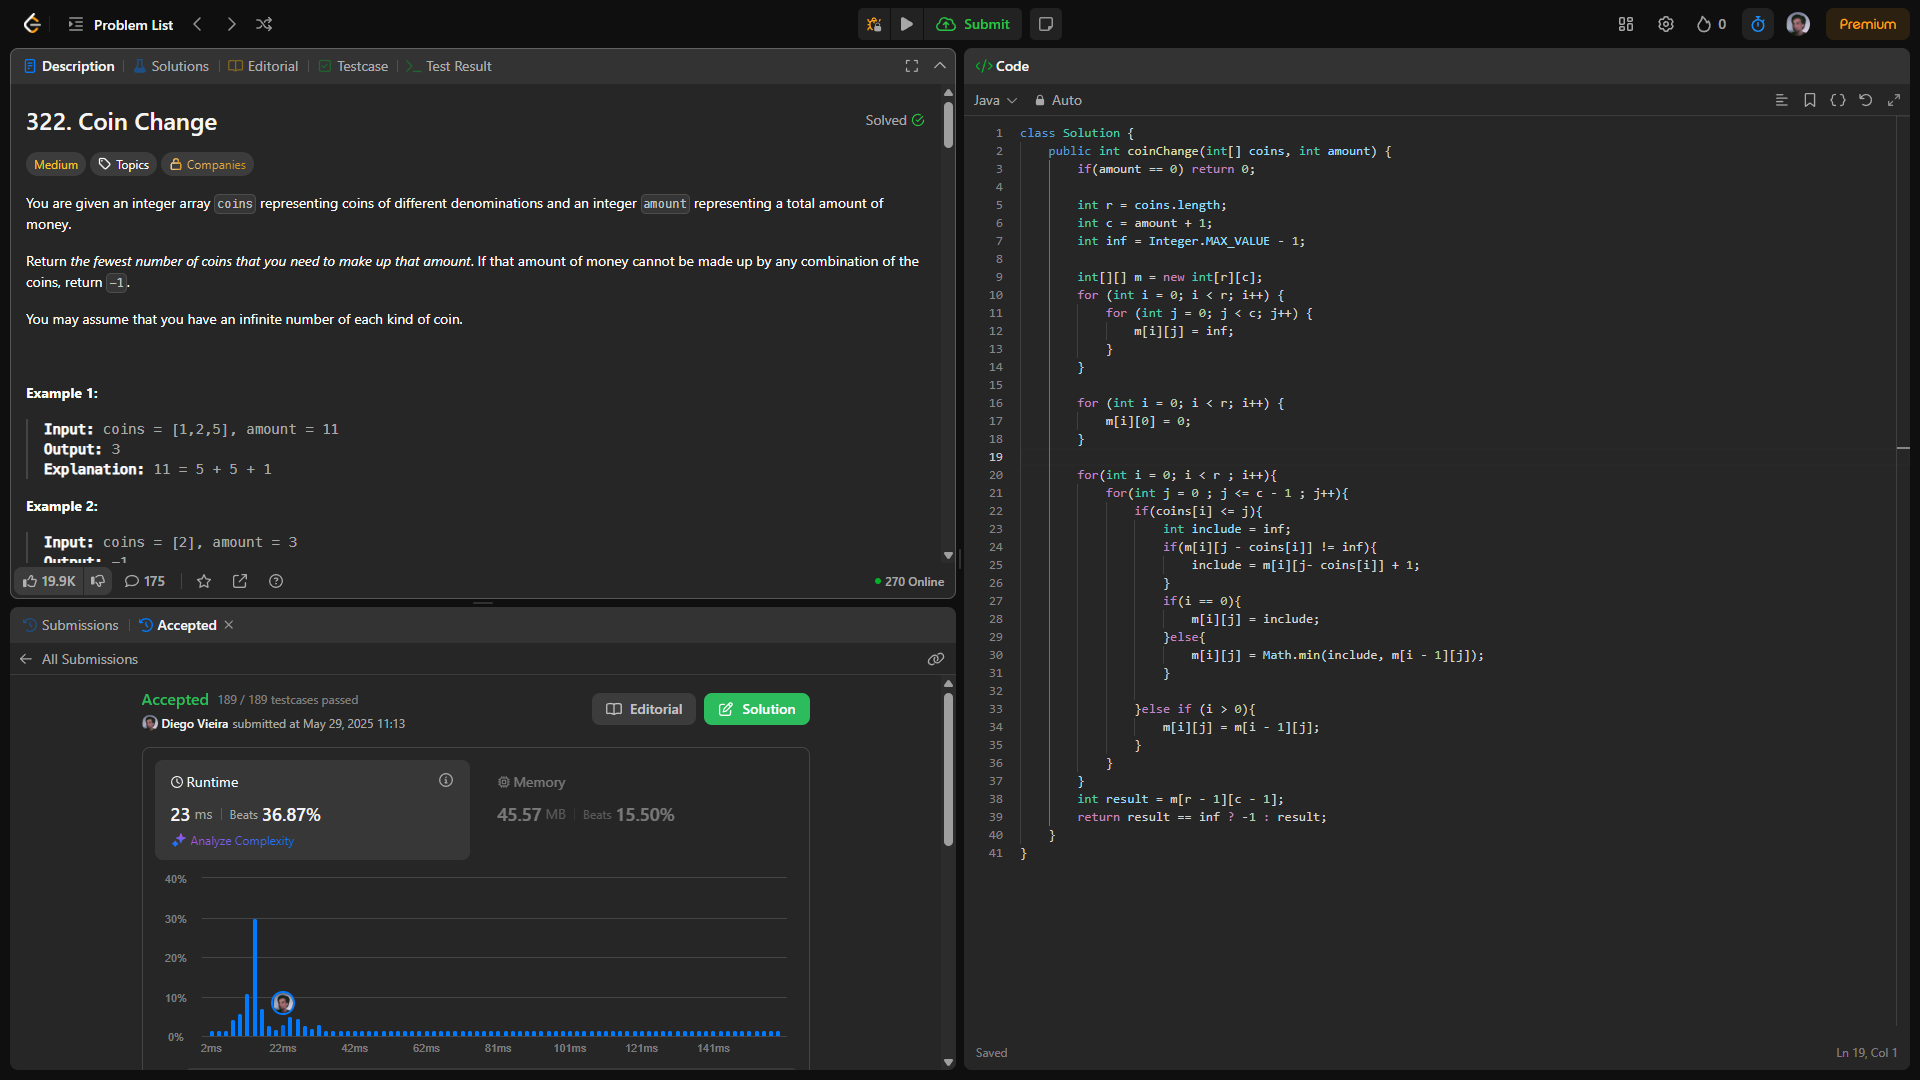 Problem List
Submit
0
Premium
Description
Solutions
Editorial
Testcase
Test Result
322. Coin Change
Solved
Medium
Topics
Companies
You are given an integer array coins representing coins of different denominations and an integer amount representing a total amount of
money.
Return the fewest number of coins that you need to make up that amount. If that amount of money cannot be made up by any combination of the
coins, return -1.
You may assume that you have an infinite number of each kind of coin.
Example 1:
Input: coins = [1,2,5], amount = 11
Output: 3
Explanation: 11 = 5 + 5 + 1
Example 2:
Input: coins = [2], amount = 3
Output: -1
19.9K
175
270 Online
Submissions
Accepted
All Submissions
Accepted 189 / 189 testcases passed
Diego Vieira submitted at May 29, 2025 11:13
Editorial
Solution
Runtime
23 ms
Beats 36.87%
Analyze Complexity
Memory
45.57 MB
Beats 15.50%
40%
30%
20%
10%
0%
2ms 22ms 42ms 62ms 81ms 101ms 121ms 141ms
Code
Java
Auto
1 class Solution {
2 public int coinChange(int[] coins, int amount) {
3 if(amount == 0) return 0;
4
5 int r = coins.length;
6 int c = amount + 1;
7 int inf = Integer.MAX_VALUE - 1;
8
9 int[][] m = new int[r][c];
10 for (int i = 0; i < r; i++) {
11 for (int j = 0; j < c; j++) {
12 m[i][j] = inf;
13 }
14 }
15
16 for (int i = 0; i < r; i++) {
17 m[i][0] = 0;
18 }
19
20 for(int i = 0; i < r ; i++){
21 for(int j = 0 ; j <= c - 1 ; j++){
22 if(coins[i] <= j){
23 int include = inf;
24 if(m[i][j - coins[i]] != inf){
25 include = m[i][j- coins[i]] + 1;
26 }
27 if(i == 0){
28 m[i][j] = include;
29 }else{
30 m[i][j] = Math.min(include, m[i - 1][j]);
31 }
32
33 }else if (i > 0){
34 m[i][j] = m[i - 1][j];
35 }
36 }
37 }
38 int result = m[r - 1][c - 1];
39 return result == inf ? -1 : result;
40 }
41 }
Saved
Ln 19, Col 1